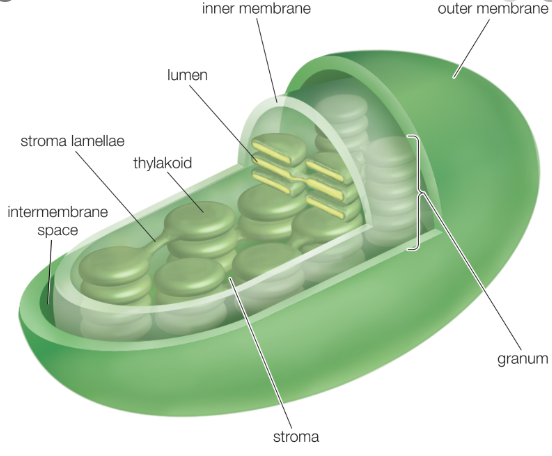 inner membrane
outer membrane
lumen
stroma lamellae
thylakoid
intermembrane
space
granum
stroma